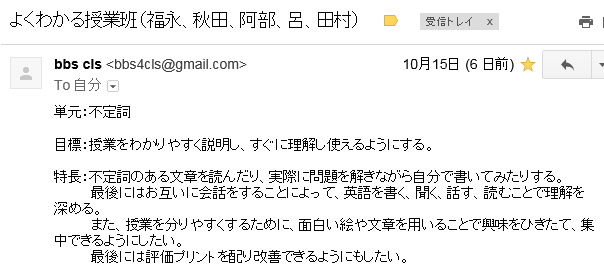 よくわかる授業班(福永、秋田、阿部、呂、田村)
受信トレイ x
bbs cls <bbs4cls@gmail.com> 10月15日 (6 日前)
To 自分
単元:不定詞
目標:授業をわかりやすく説明し、すぐに理解し使えるようにする。
特長:不定詞のある文章を読んだり、実際に問題を解きながら自分で書いてみたりする。
最後にはお互いに会話をすることによって、英語を書く、聞く、話す、読むことで理解を
深める。
また、授業を分りやすくするために、面白い絵や文章を用いることで興味をひきたて、集
中できるようにしたい。
最後には評価プリントを配り改善できるようにもしたい。